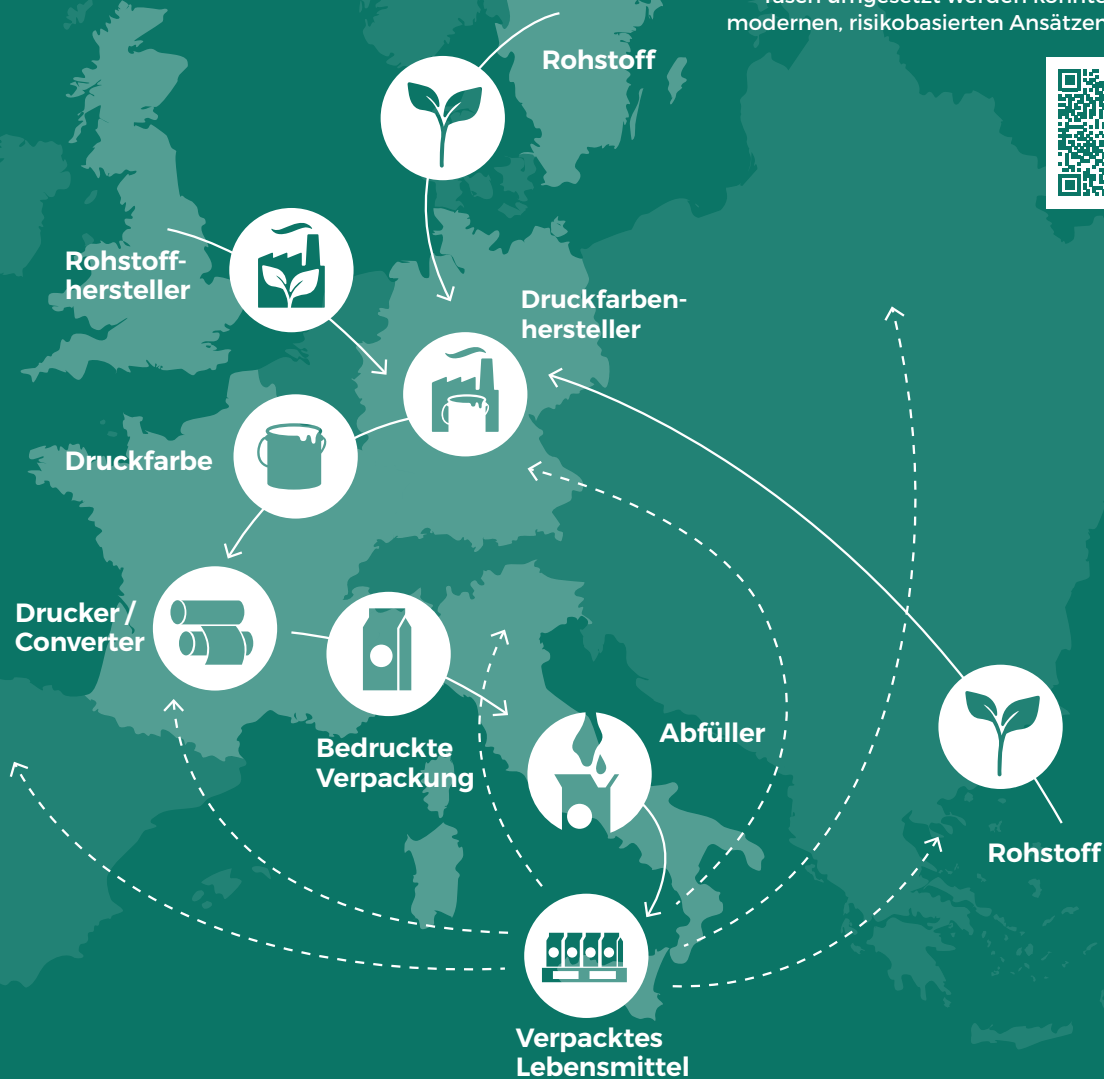 modernen, risikobasierten Ansätzen
Rohstoff
Rohstoff-
hersteller
Druckfarben-
hersteller
Druckfarbe
Drucker /
Converter
Bedruckte
Verpackung
Abfüller
Rohstoff
Verpacktes
Lebensmittel